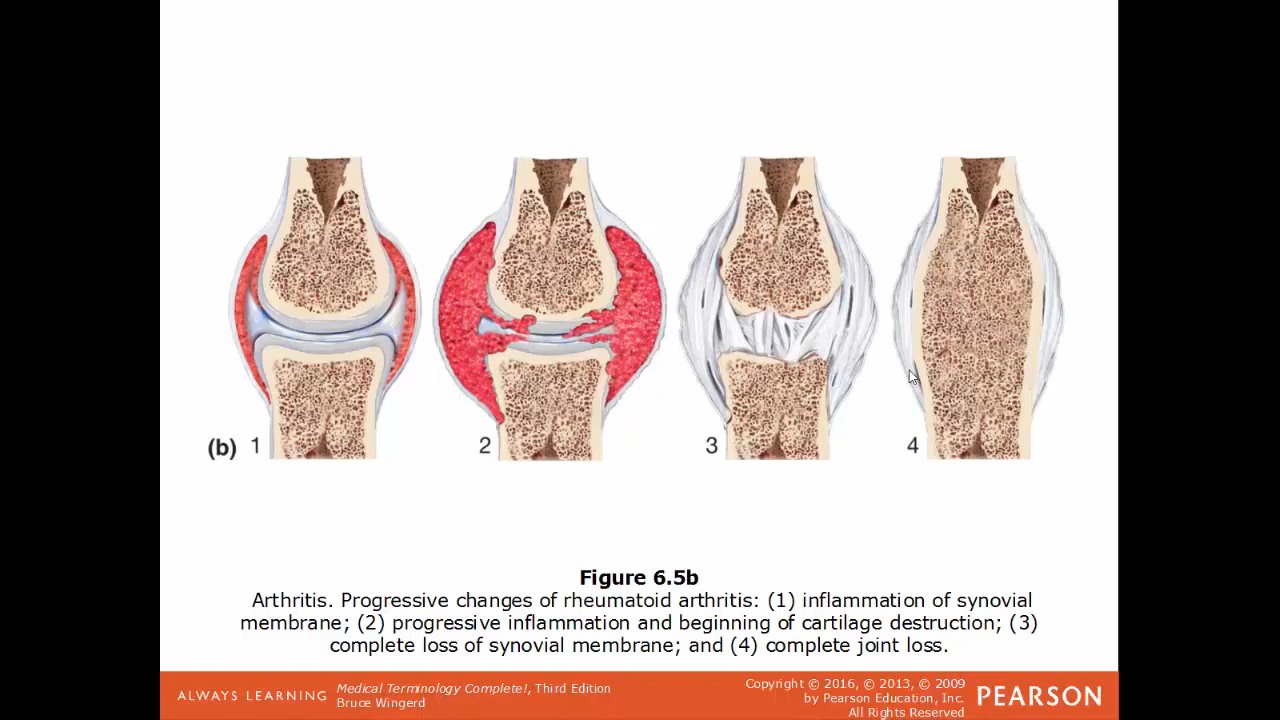 (b) 1 2 3 4
Figure 6.5b
Arthritis. Progressive changes of rheumatoid arthritis: (1) inflammation of synovial
membrane; (2) progressive inflammation and beginning of cartilage destruction; (3)
complete loss of synovial membrane; and (4) complete joint loss.
ALWAYS LEARNING
Medical Terminology Complete!, Third Edition
Bruce Wingerd
Copyright © 2016, © 2013, © 2009
by Pearson Education, Inc.
All Rights Reserved
PEARSON